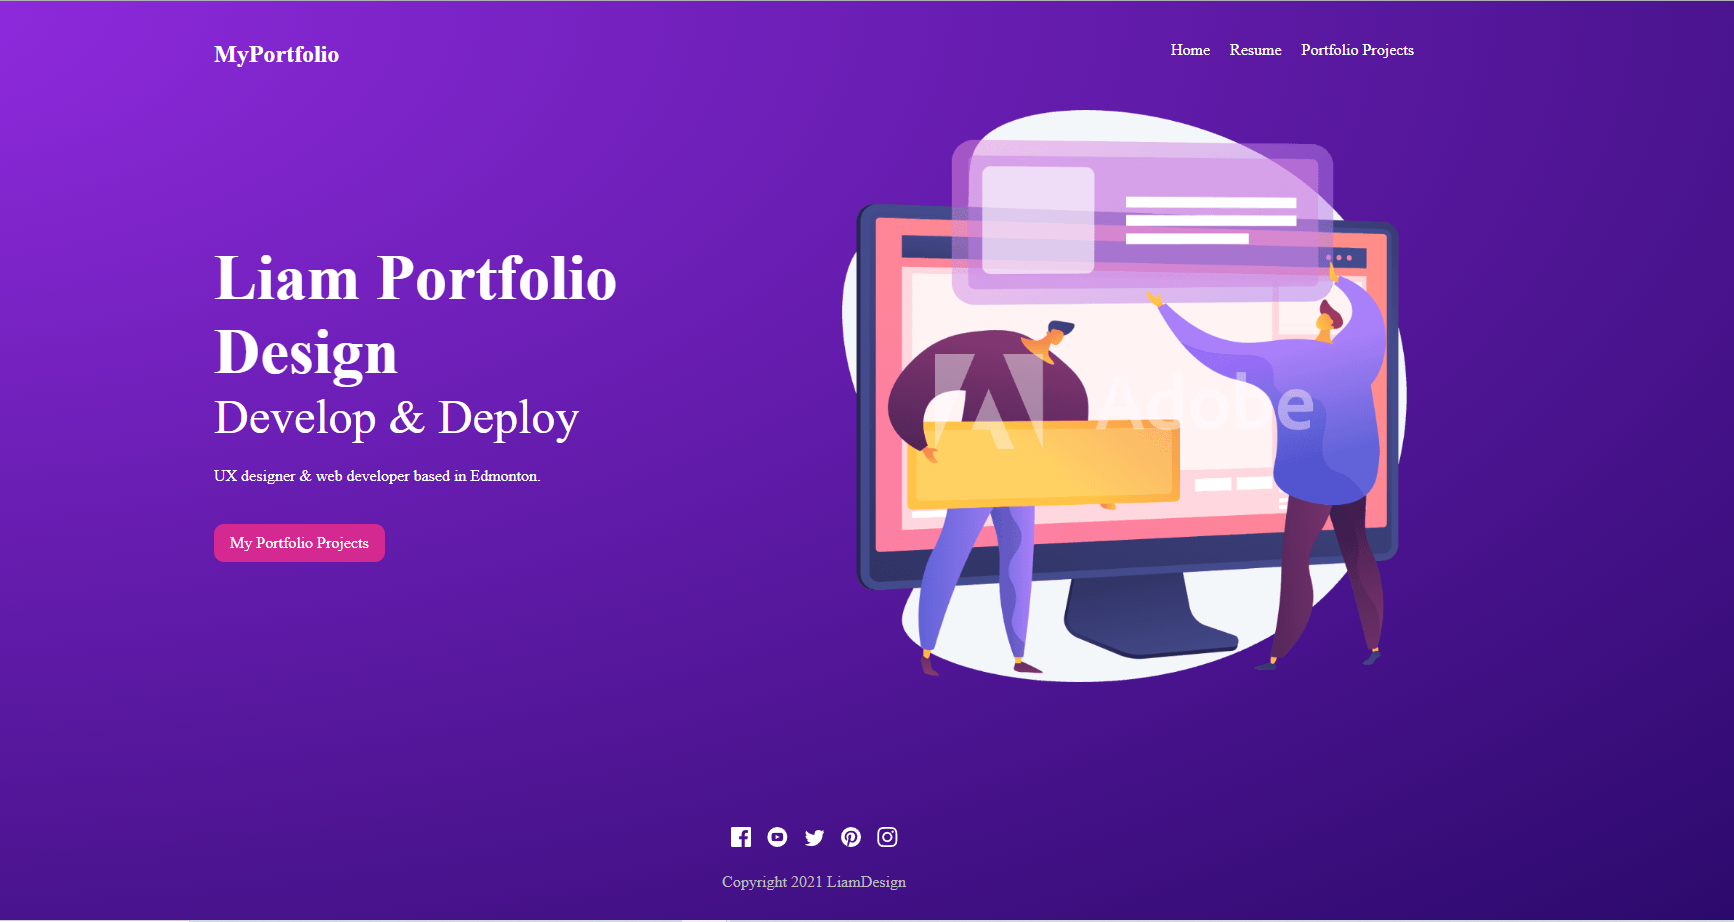 MyPortfolio
Home Resume Portfolio Projects
Liam Portfolio
Design
Develop & Deploy
UX designer & web developer based in Edmonton.
My Portfolio Projects
Adobe
Copyright 2021 LiamDesign